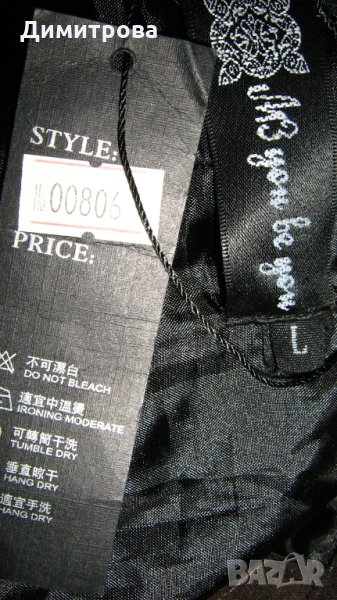 Димитрова
STYLE:
№00806
PRICE:
不可漂白
DO NOT BLEACH
適宜中溫燙
IRONING MODERATE
可轉筒干洗
TUMBLE DRY
垂直晾干
HANG DRY
適宜手洗
HANG DRY
you be you
L
BAZAR.BG